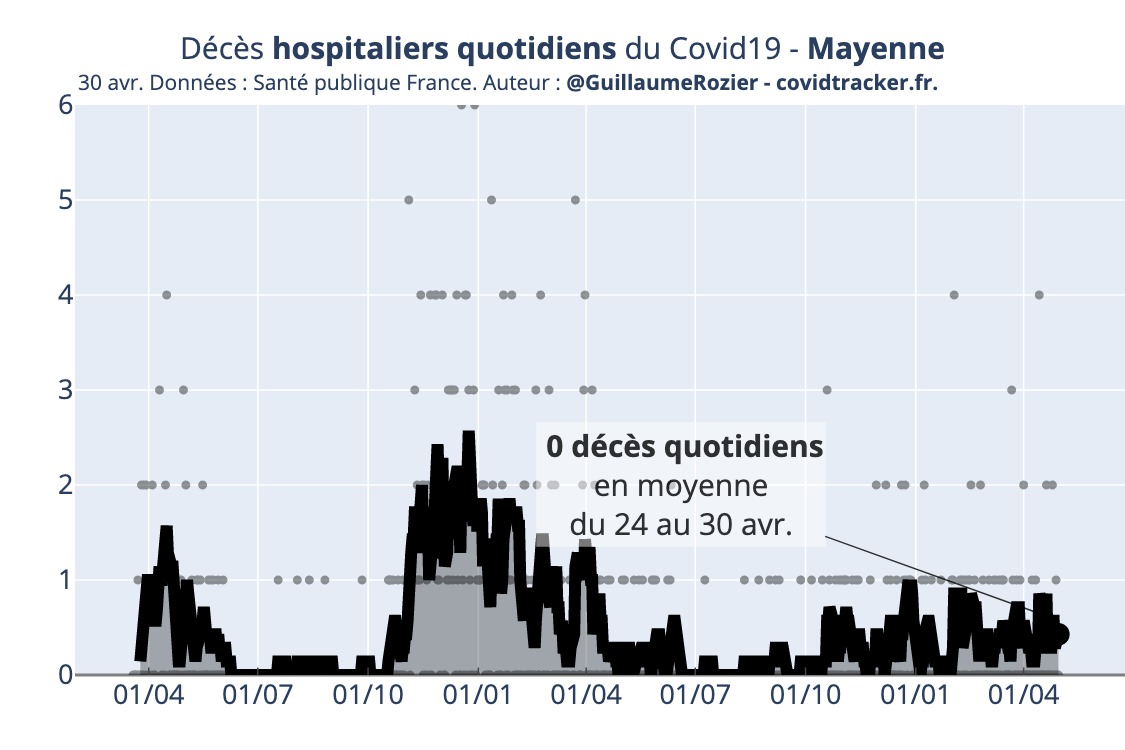 Décès hospitaliers quotidiens du Covid19 - Mayenne
30 avr. Données : Santé publique France. Auteur : @GuillaumeRozier - covidtracker.fr.
6
5
4
3
2
1
0
0 décès quotidiens
en moyenne
du 24 au 30 avr.
01/04 01/07 01/10 01/01 01/04 01/07 01/10 01/01 01/04